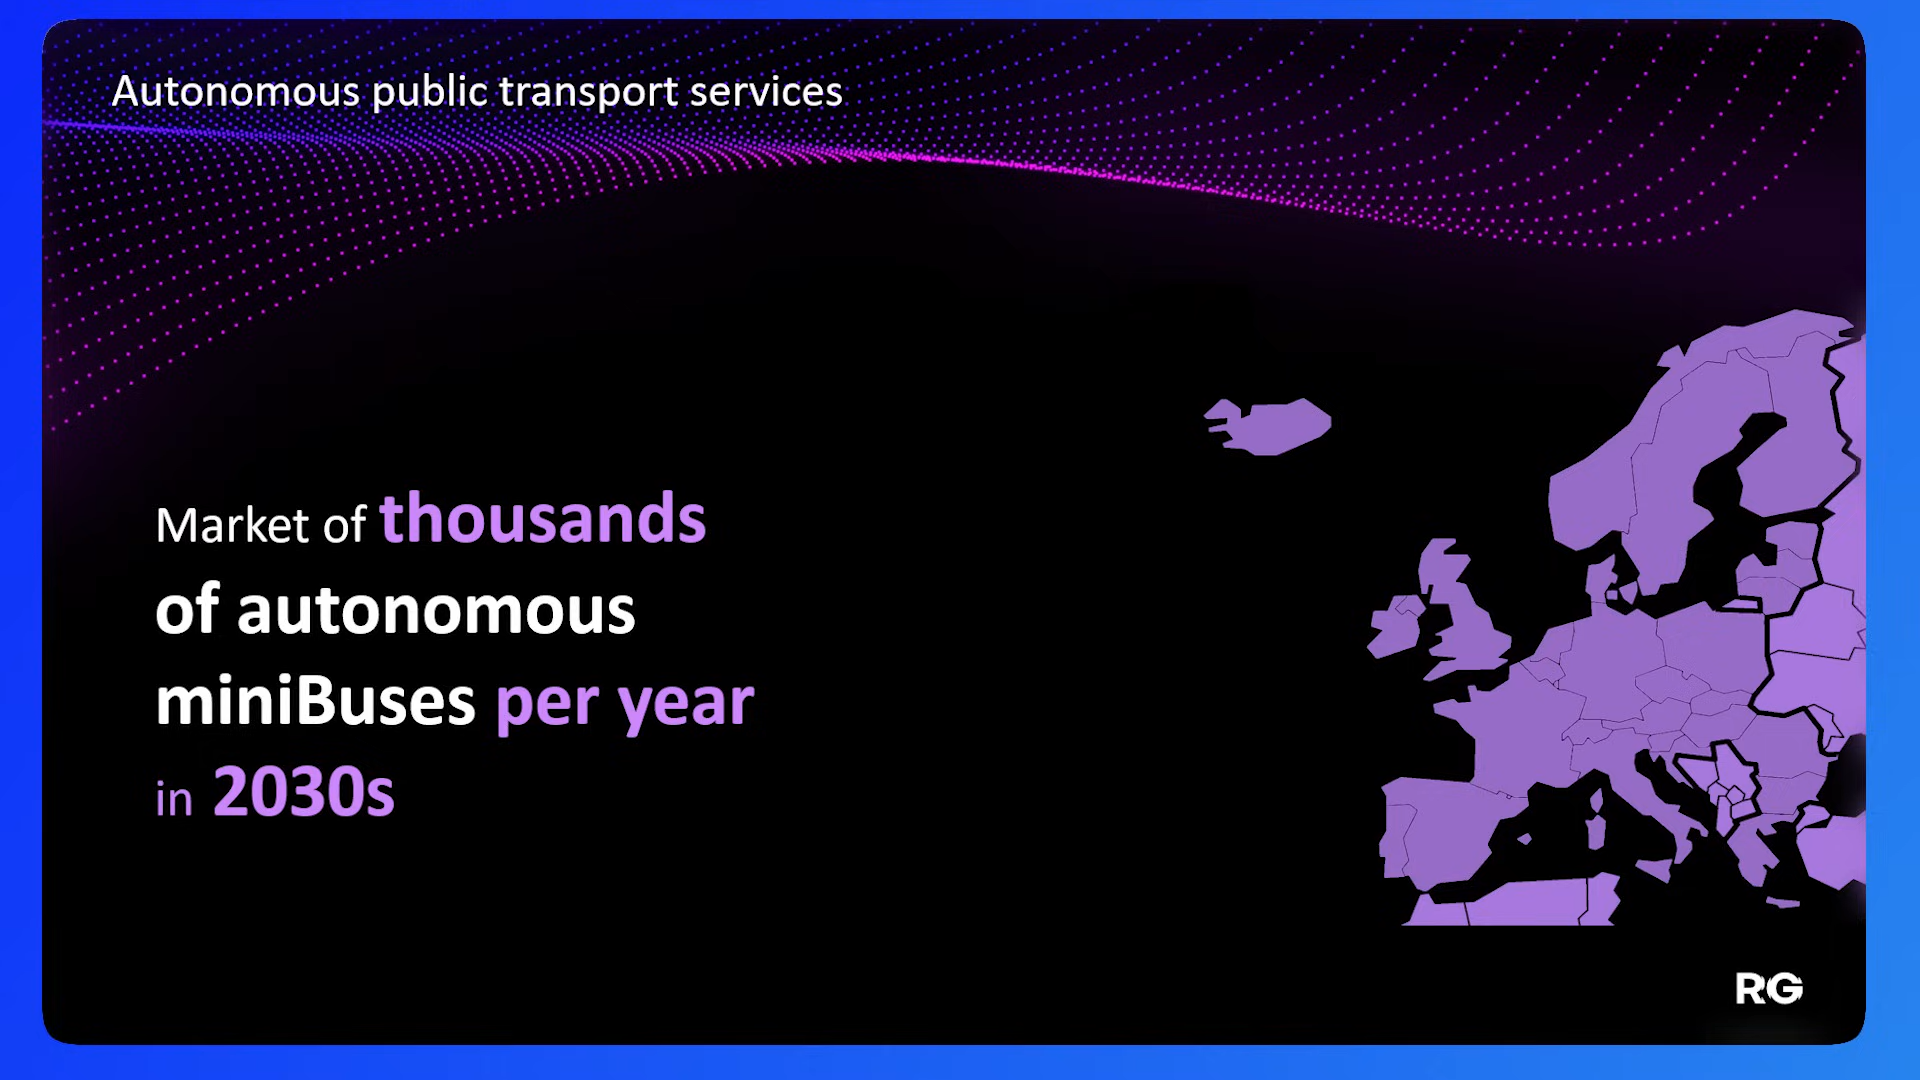 Autonomous public transport services
Market of thousands
of autonomous
miniBuses per year
in 2030s
RG